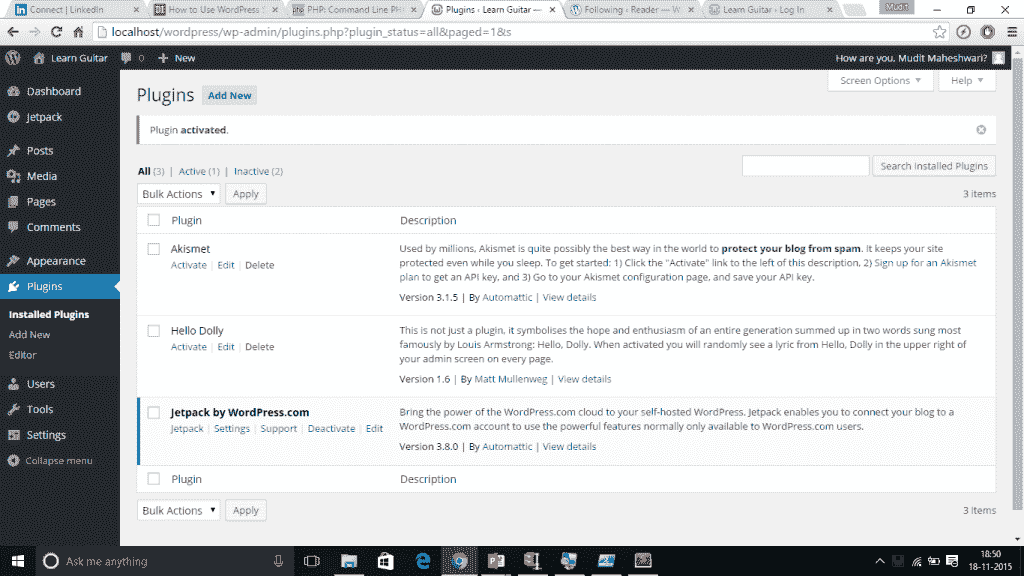 Connect | LinkedIn
How to Use WordPress S
PHP: Command Line PH
Plugins ‹ Learn Guitar —
Following ‹ Reader — W
Learn Guitar ‹ Log In
Mudit
localhost/wordpress/wp-admin/plugins.php?plugin_status=all&paged=1&s
Learn Guitar 0 + New
How are you, Mudit Maheshwari?
Screen Options ▼
Help ▼
Dashboard
Jetpack
Posts
Media
Pages
Comments
Appearance
Plugins
Installed Plugins
Add New
Editor
Users
Tools
Settings
Collapse menu
Plugins Add New
Plugin activated.
All (3) | Active (1) | Inactive (2)
Search Installed Plugins
Bulk Actions ▼ Apply
3 items
Plugin Description
Akismet
Activate | Edit | Delete
Used by millions, Akismet is quite possibly the best way in the world to protect your blog from spam. It keeps your site
protected even while you sleep. To get started: 1) Click the "Activate" link to the left of this description, 2) Sign up for an Akismet
plan to get an API key, and 3) Go to your Akismet configuration page, and save your API key.
Version 3.1.5 | By Automattic | View details
Hello Dolly
Activate | Edit | Delete
This is not just a plugin, it symbolises the hope and enthusiasm of an entire generation summed up in two words sung most
famously by Louis Armstrong: Hello, Dolly. When activated you will randomly see a lyric from Hello, Dolly in the upper right of
your admin screen on every page.
Version 1.6 | By Matt Mullenweg | View details
Jetpack by WordPress.com
Jetpack | Settings | Support | Deactivate | Edit
Bring the power of the WordPress.com cloud to your self-hosted WordPress. Jetpack enables you to connect your blog to a
WordPress.com account to use the powerful features normally only available to WordPress.com users.
Version 3.8.0 | By Automattic | View details
Plugin Description
Bulk Actions ▼ Apply
3 items
Ask me anything
18:50
18-11-2015